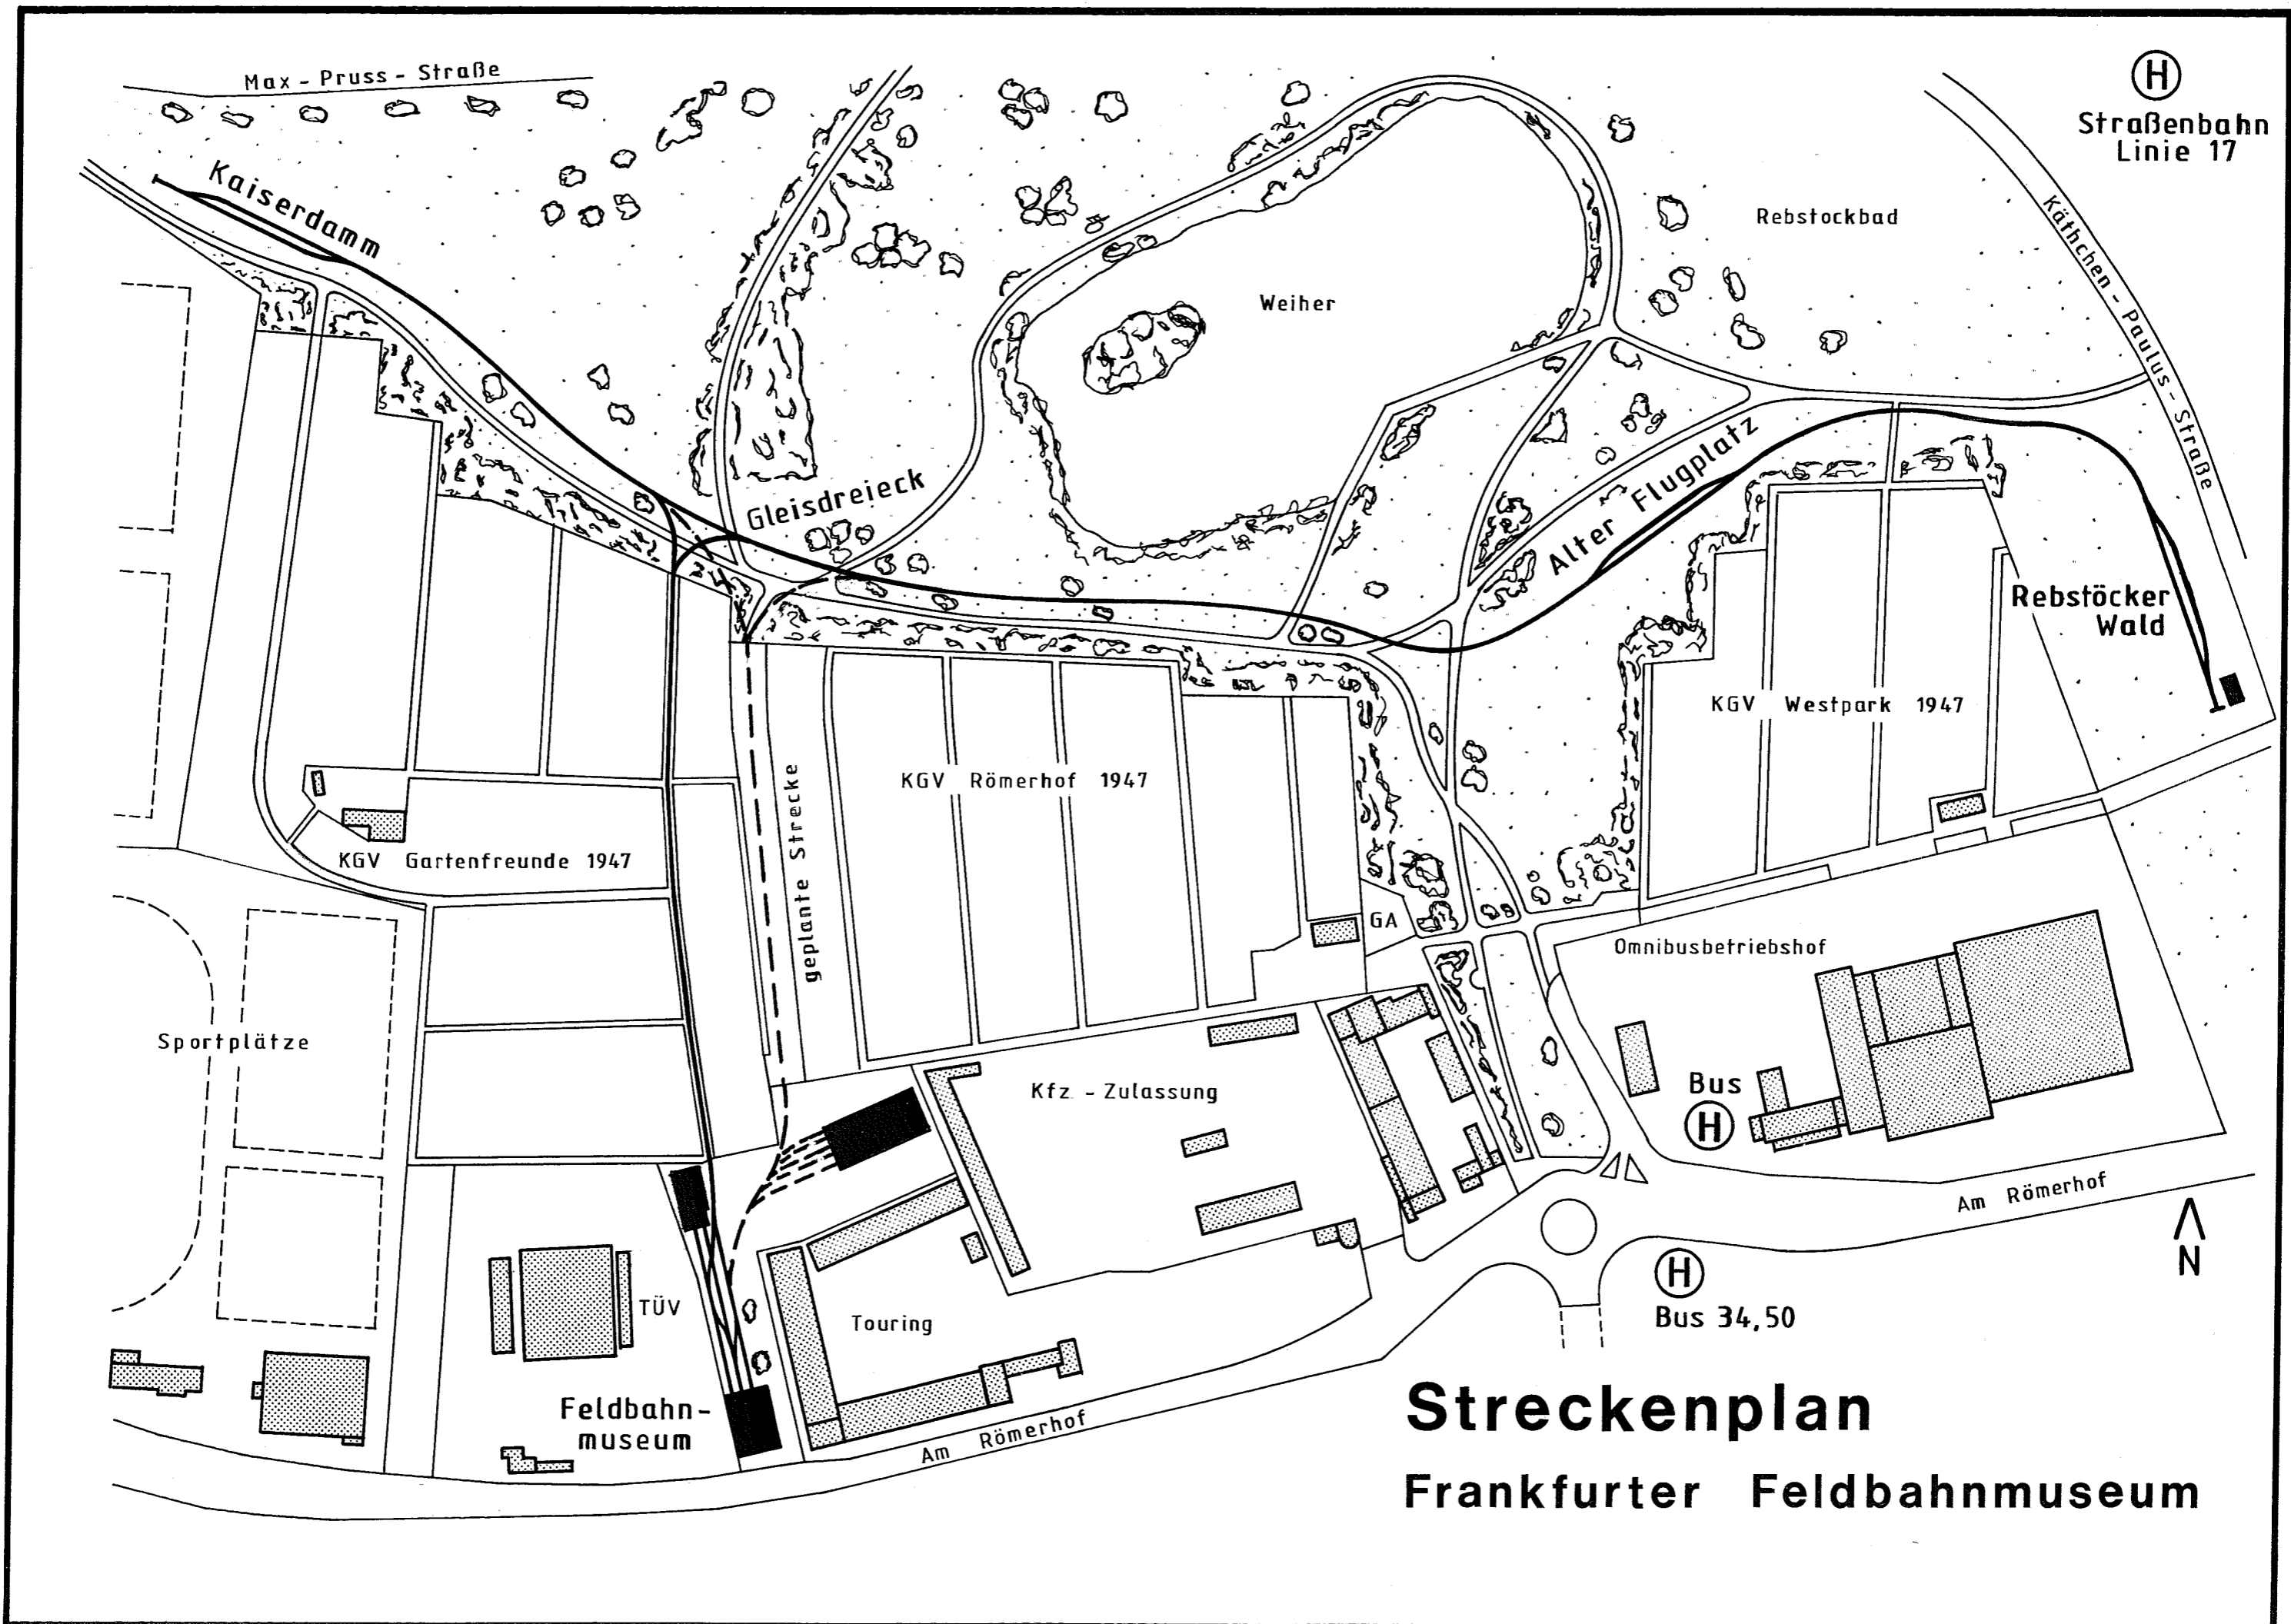 Max - Pruss - Straße
H
Straßenbahn
Linie 17
Kaiserdamm
Rebstockbad
Käthchen - Paulus - Straße
Weiher
Gleisdreieck
Alter Flugplatz
Rebstöcker
Wald
KGV Westpark 1947
KGV Römerhof 1947
geplante Strecke
KGV Gartenfreunde 1947
GA
Omnibusbetriebshof
Sportplätze
Kfz. - Zulassung
Bus
H
Am Römerhof
N
H
Bus 34,50
TÜV
Touring
Feldbahn-
museum
Am Römerhof
Streckenplan
Frankfurter Feldbahnmuseum